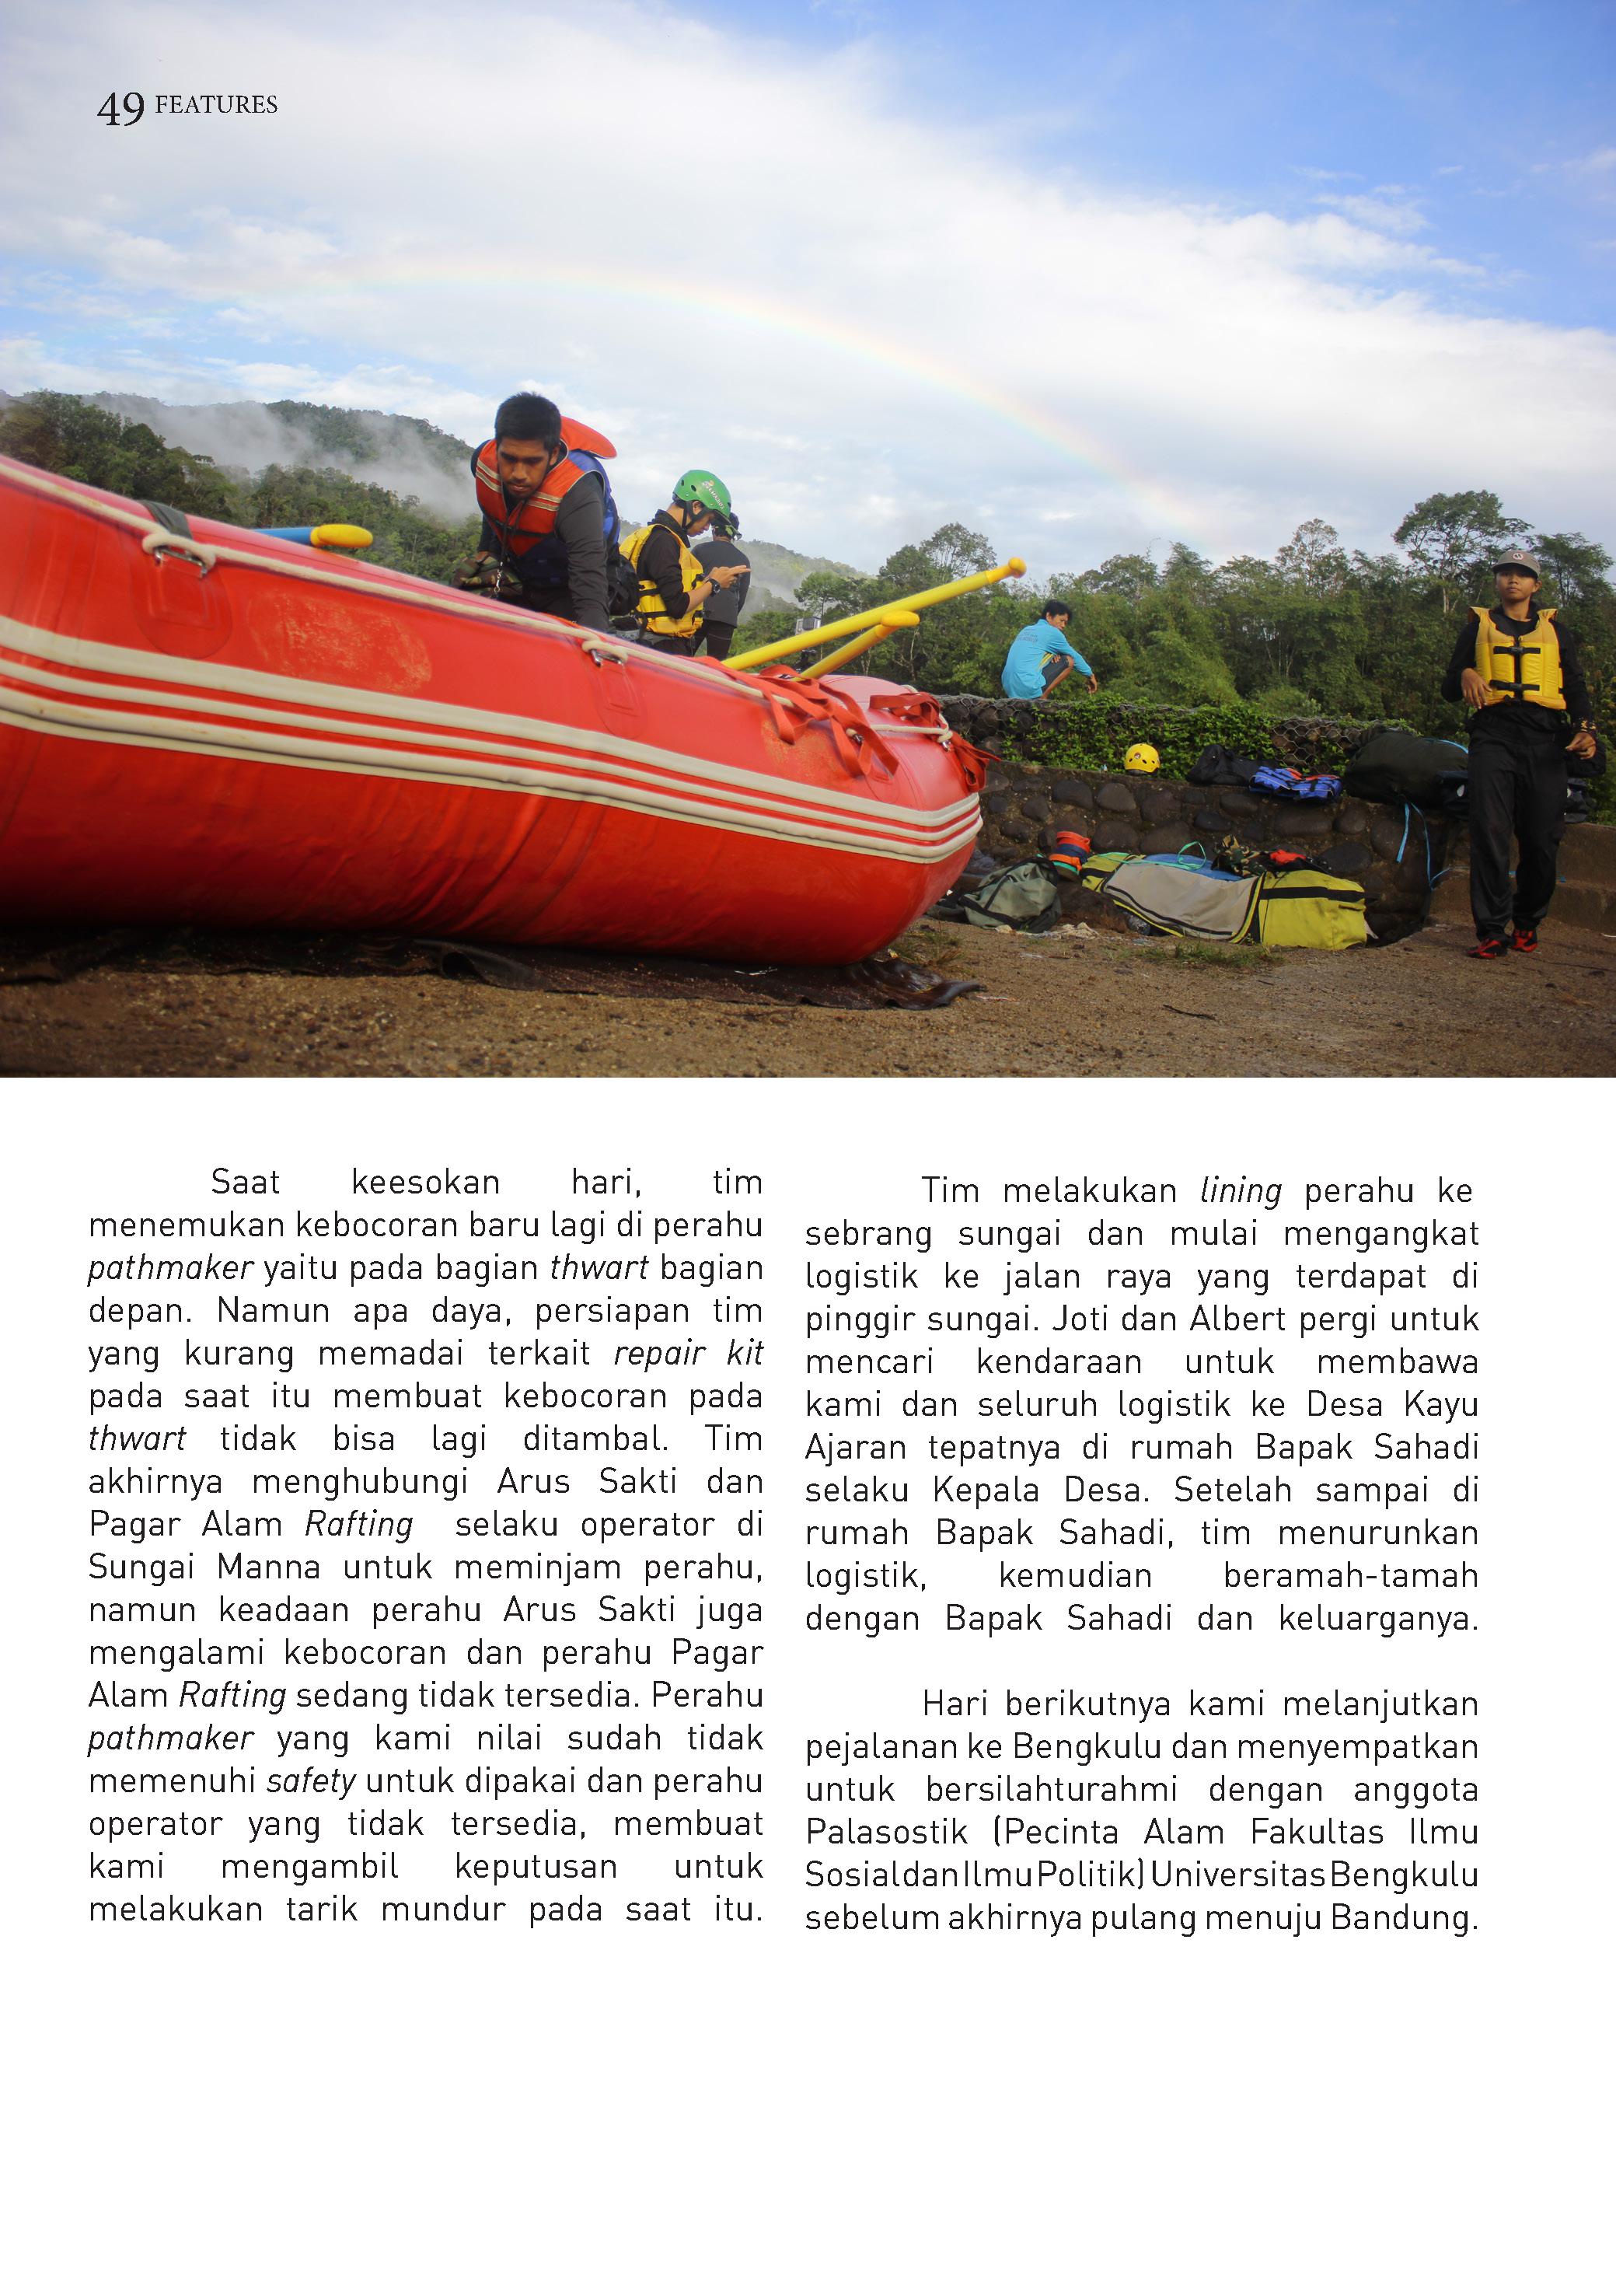 49 FEATURES
Saat keesokan hari, tim
menemukan kebocoran baru lagi di perahu
pathmaker yaitu pada bagian thwart bagian
depan. Namun apa daya, persiapan tim
yang kurang memadai terkait repair kit
pada saat itu membuat kebocoran pada
thwart tidak bisa lagi ditambal. Tim
akhirnya menghubungi Arus Sakti dan
Pagar Alam Rafting selaku operator di
Sungai Manna untuk meminjam perahu,
namun keadaan perahu Arus Sakti juga
mengalami kebocoran dan perahu Pagar
Alam Rafting sedang tidak tersedia. Perahu
pathmaker yang kami nilai sudah tidak
memenuhi safety untuk dipakai dan perahu
operator yang tidak tersedia, membuat
kami mengambil keputusan untuk
melakukan tarik mundur pada saat itu.
Tim melakukan lining perahu ke
sebrang sungai dan mulai mengangkat
logistik ke jalan raya yang terdapat di
pinggir sungai. Joti dan Albert pergi untuk
mencari kendaraan untuk membawa
kami dan seluruh logistik ke Desa Kayu
Ajaran tepatnya di rumah Bapak Sahadi
selaku Kepala Desa. Setelah sampai di
rumah Bapak Sahadi, tim menurunkan
logistik, kemudian beramah-tamah
dengan Bapak Sahadi dan keluarganya.
Hari berikutnya kami melanjutkan
pejalanan ke Bengkulu dan menyempatkan
untuk bersilahturahmi dengan anggota
Palasostik (Pecinta Alam Fakultas Ilmu
Sosial dan Ilmu Politik) Universitas Bengkulu
sebelum akhirnya pulang menuju Bandung.